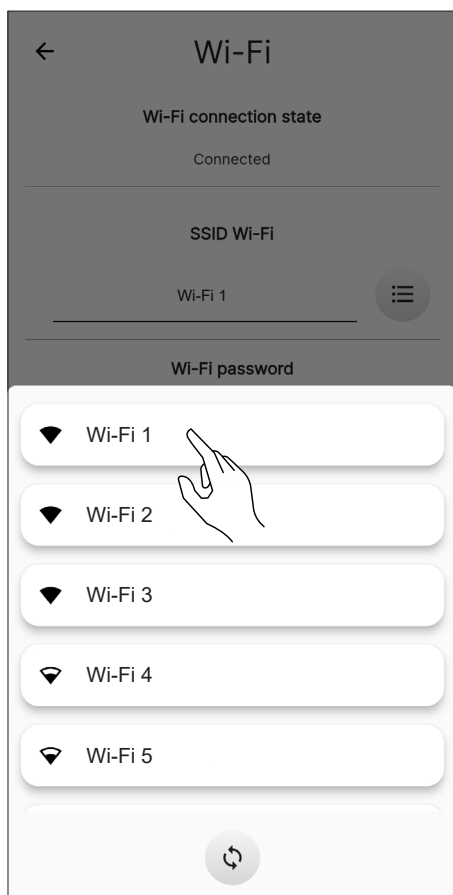 Wi-Fi
Wi-Fi connection state
Connected
SSID Wi-Fi
Wi-Fi 1
Wi-Fi password
Wi-Fi 1
Wi-Fi 2
Wi-Fi 3
Wi-Fi 4
Wi-Fi 5